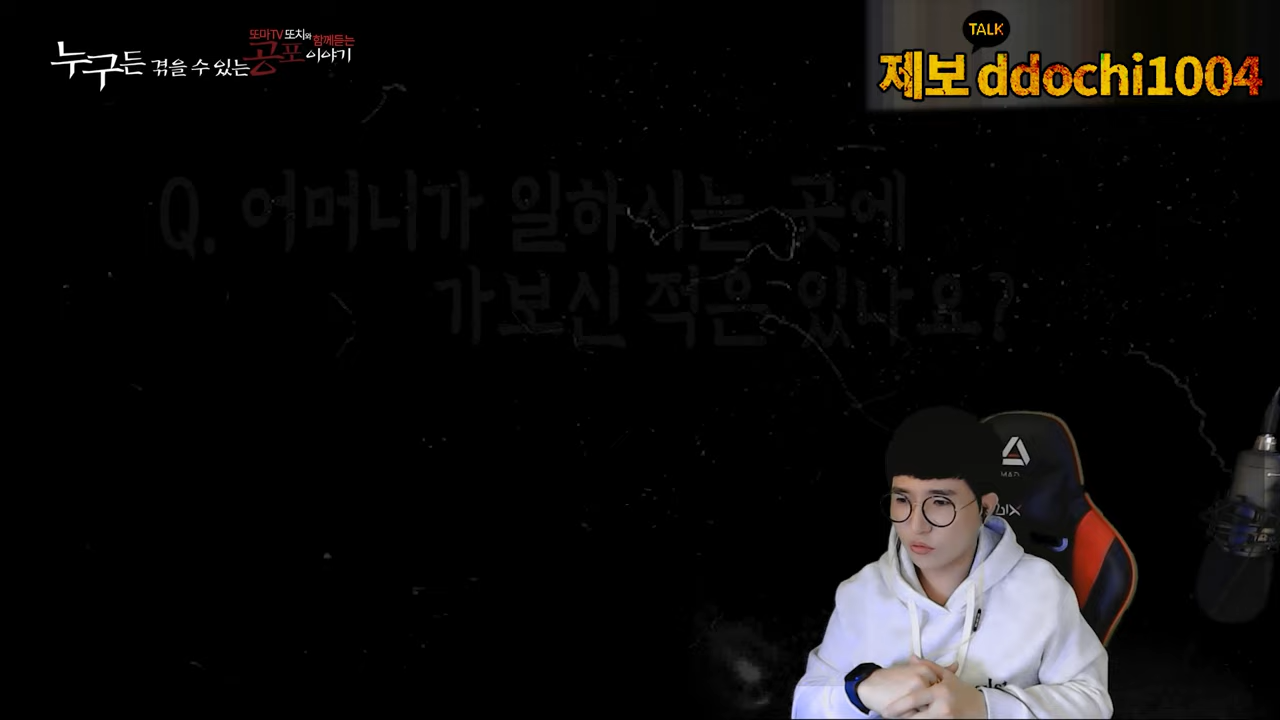 누구든 겪을 수 있는 공포 이야기
또마TV 또치와 함께듣는
TALK
제보 ddochi1004
Q. 어머니가 일하시는 곳에
가보신 적은 있나요?